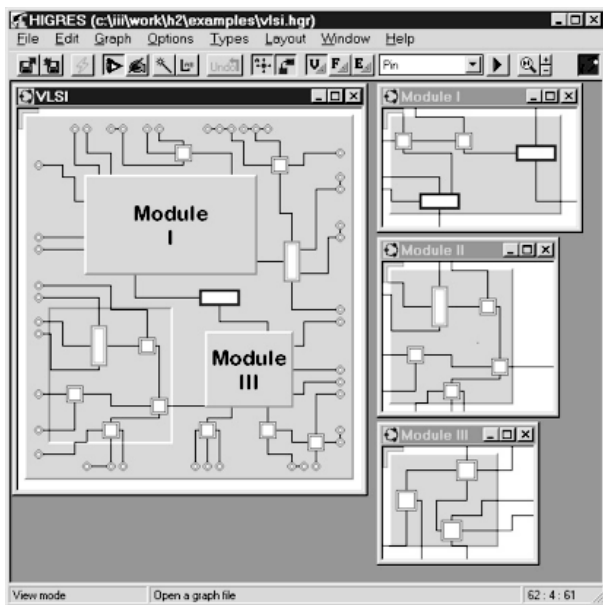 HIGRES (c:\iii\work\h2\examples\vlsi.hgr)
File Edit Graph Options Types Layout Window Help
Undo V F E Pin
VLSI
Module
I
Module
III
Module I
Module II
Module III
View mode Open a graph file 62 : 4 : 61